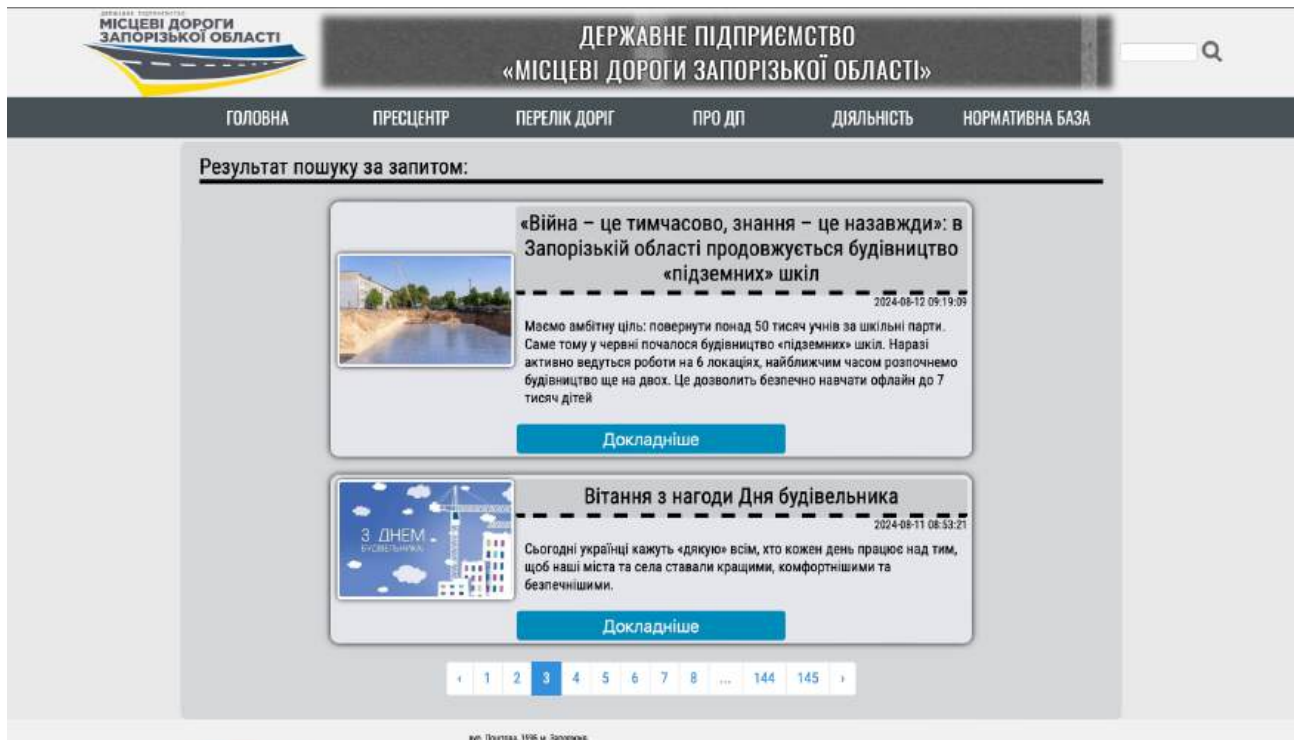 ДЕРЖАВНЕ ПІДПРИЄМСТВО
МІСЦЕВІ ДОРОГИ
ЗАПОРІЗЬКОЇ ОБЛАСТІ
ДЕРЖАВНЕ ПІДПРИЄМСТВО
«МІСЦЕВІ ДОРОГИ ЗАПОРІЗЬКОЇ ОБЛАСТІ»
ГОЛОВНА ПРЕСЦЕНТР ПЕРЕЛІК ДОРІГ ПРО ДП ДІЯЛЬНІСТЬ НОРМАТИВНА БАЗА
Результат пошуку за запитом:
«Війна – це тимчасово, знання – це назавжди»: в
Запорізькій області продовжується будівництво
«підземних» шкіл
2024-08-12 09:19:09
Маємо амбітну ціль: повернути понад 50 тисяч учнів за шкільні парти.
Саме тому у червні почалося будівництво «підземних» шкіл. Наразі
активно ведуться роботи на 6 локаціях, найближчим часом розпочнемо
будівництво ще на двох. Це дозволить безпечно навчати офлайн до 7
тисяч дітей
Докладніше
З ДНЕМ
БУДІВЕЛЬНИКА!
Вітання з нагоди Дня будівельника
2024-08-11 08:53:21
Сьогодні українці кажуть «дякую» всім, хто кожен день працює над тим,
щоб наші міста та села ставали кращими, комфортнішими та
безпечнішими.
Докладніше
‹ 1 2 3 4 5 6 7 8 ... 144 145 ›